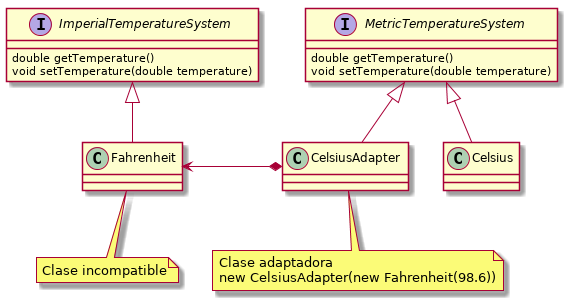 I ImperialTemperatureSystem
double getTemperature()
void setTemperature(double temperature)
I MetricTemperatureSystem
double getTemperature()
void setTemperature(double temperature)
C Fahrenheit
C CelsiusAdapter
C Celsius
Clase incompatible
Clase adaptadora
new CelsiusAdapter(new Fahrenheit(98.6))